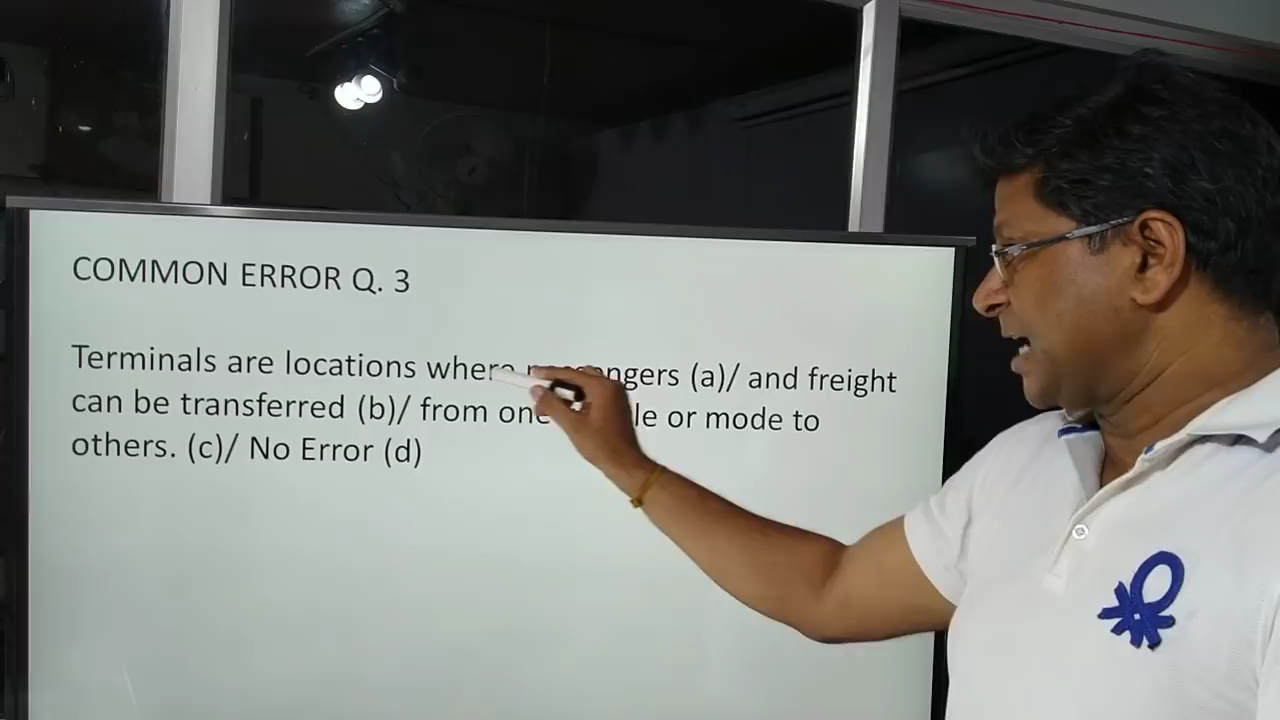 COMMON ERROR Q. 3
Terminals are locations where passengers (a)/ and freight
can be transferred (b)/ from one or mode to
others. (c)/ No Error (d)